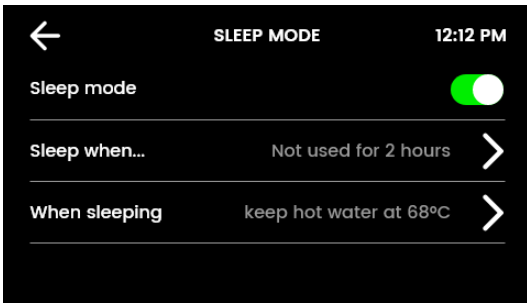 SLEEP MODE 12:12 PM
Sleep mode
Sleep when... Not used for 2 hours
When sleeping keep hot water at 68ºC